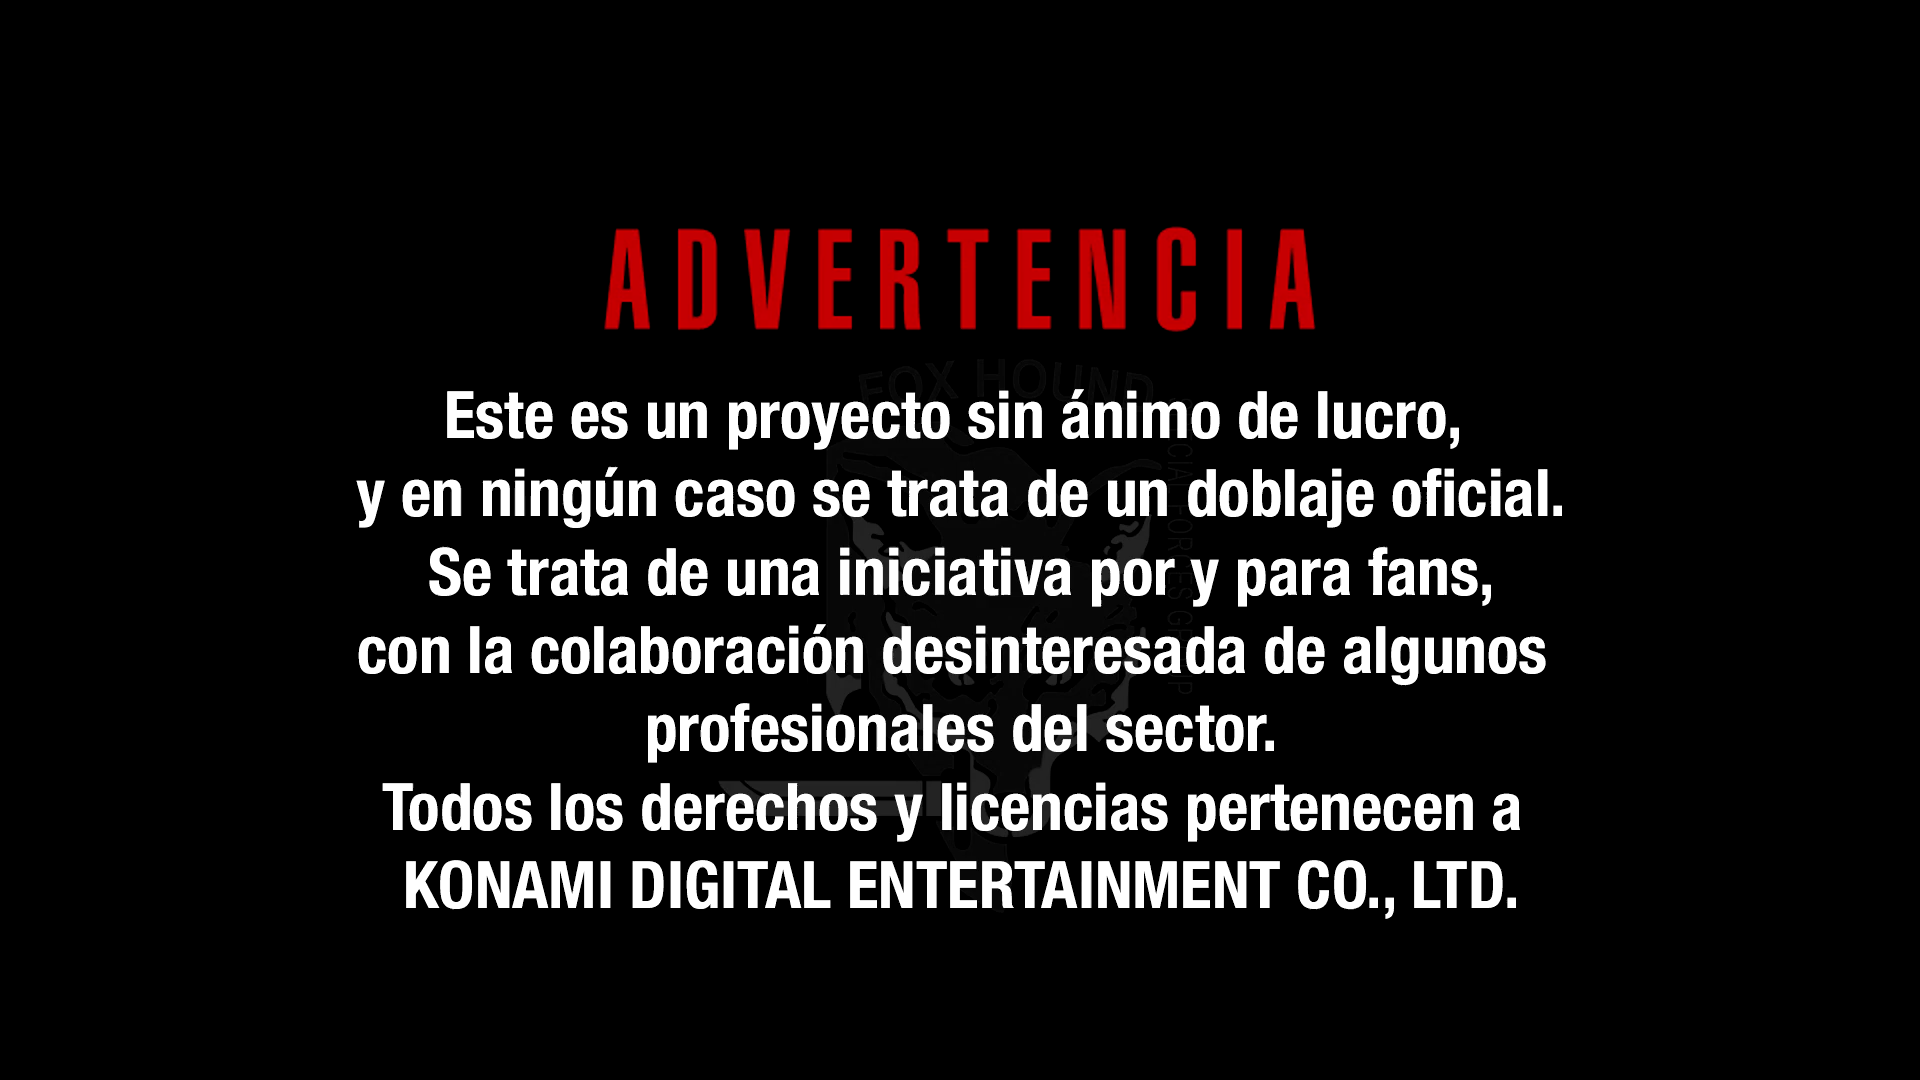 ADVERTENCIA
FOX HOUND
Este es un proyecto sin ánimo de lucro,
y en ningún caso se trata de un doblaje oficial.
Se trata de una iniciativa por y para fans,
con la colaboración desinteresada de algunos
profesionales del sector.
Todos los derechos y licencias pertenecen a
KONAMI DIGITAL ENTERTAINMENT CO., LTD.